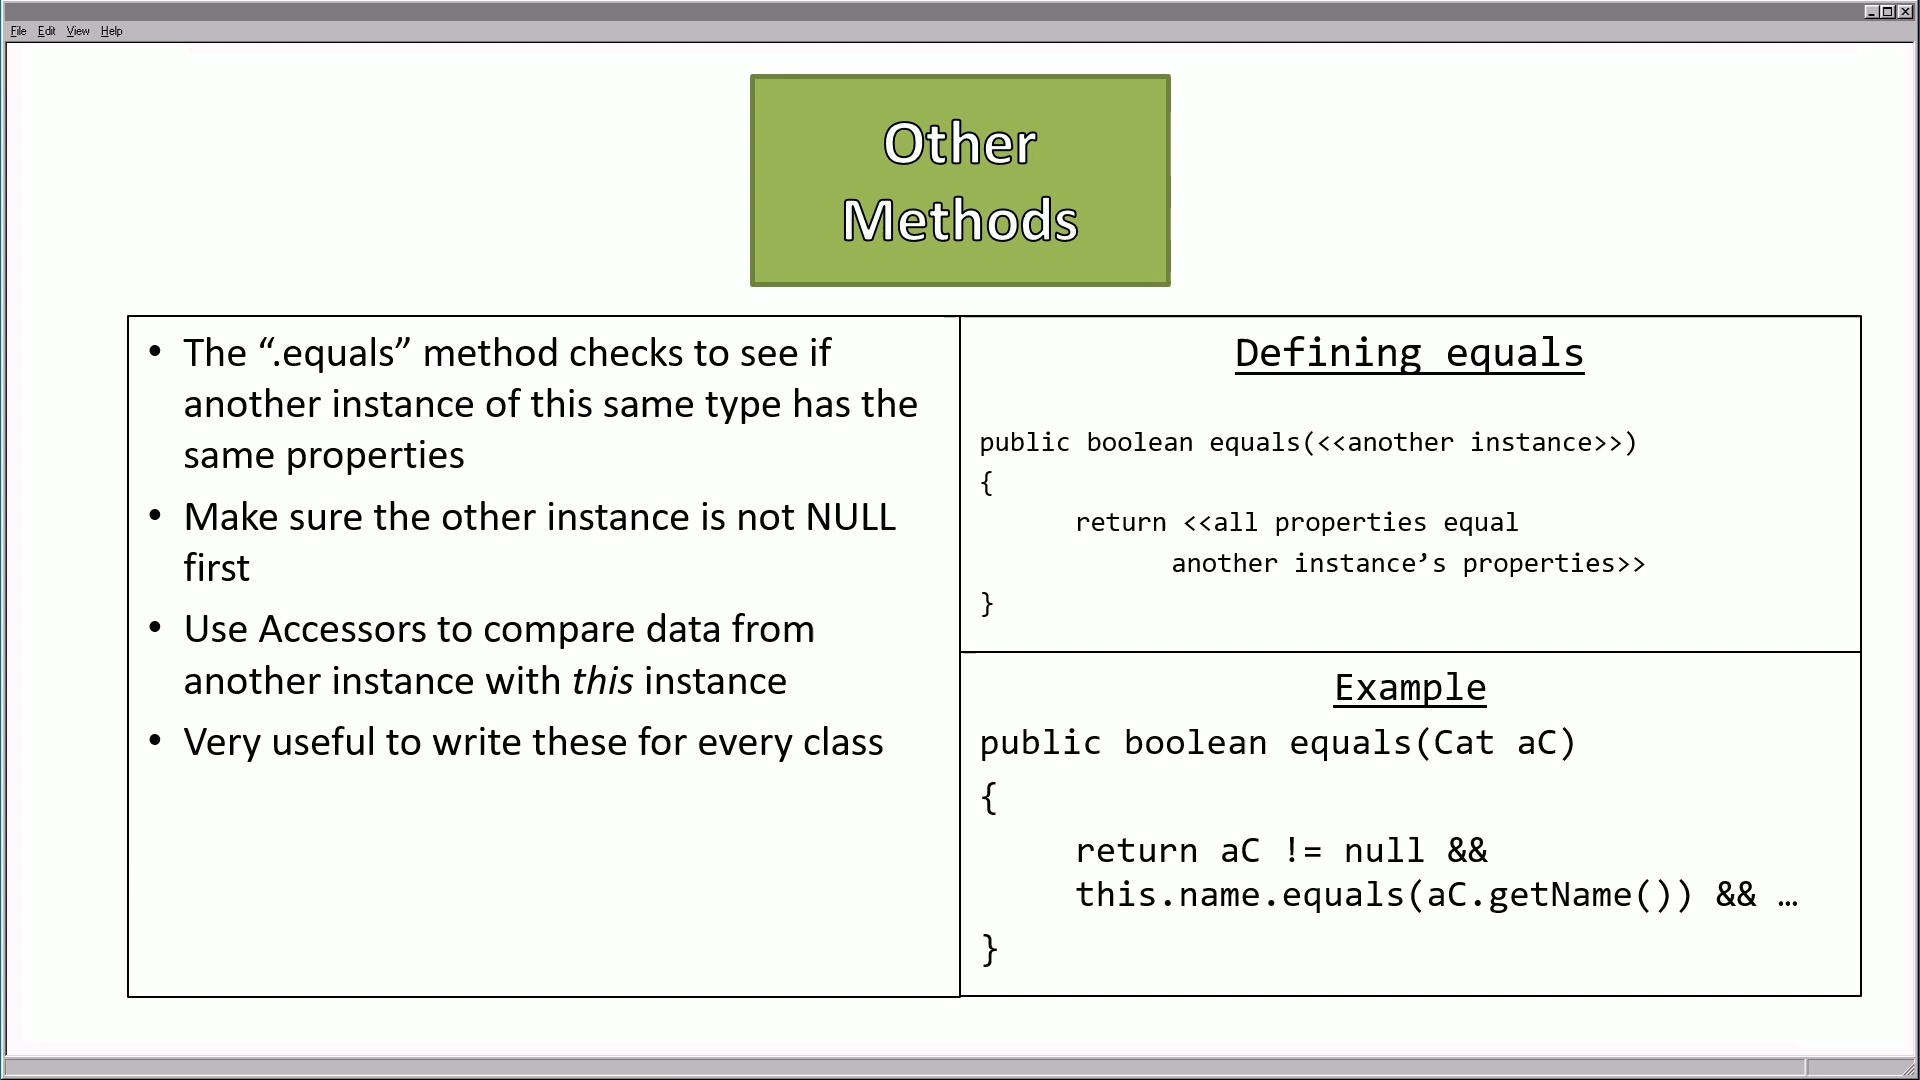 File Edit View Help
Other
Methods
• The “.equals” method checks to see if
another instance of this same type has the
same properties
• Make sure the other instance is not NULL
first
• Use Accessors to compare data from
another instance with this instance
• Very useful to write these for every class
Defining equals
public boolean equals(<<another instance>>)
{
return <<all properties equal
another instance’s properties>>
}
Example
public boolean equals(Cat aC)
{
return aC != null &&
this.name.equals(aC.getName()) && …
}